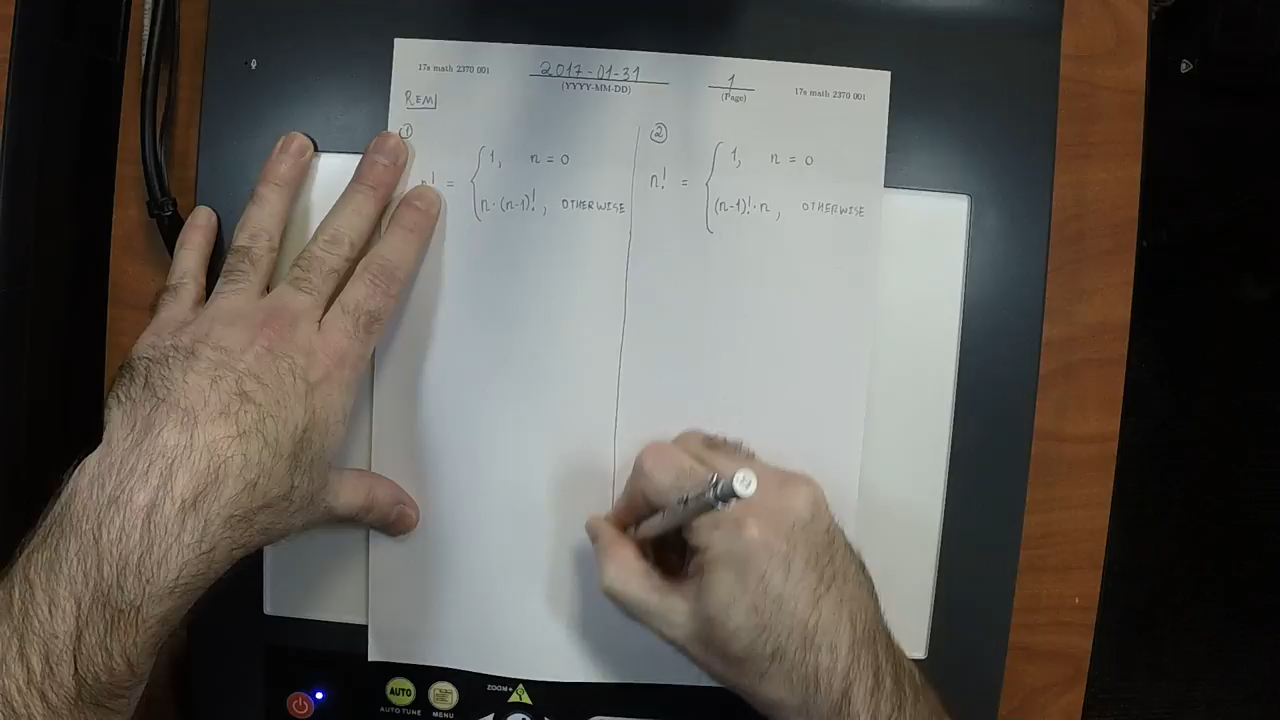 17s math 2370 001 2017-01-31 1 17s math 2370 001
(YYYY-MM-DD) (Page)
REM
①
n! = { 1, n = 0
n·(n-1)!, OTHERWISE
②
n! = { 1, n = 0
(n-1)!·n, OTHERWISE
ZOOM+
AUTO
AUTO TUNE MENU